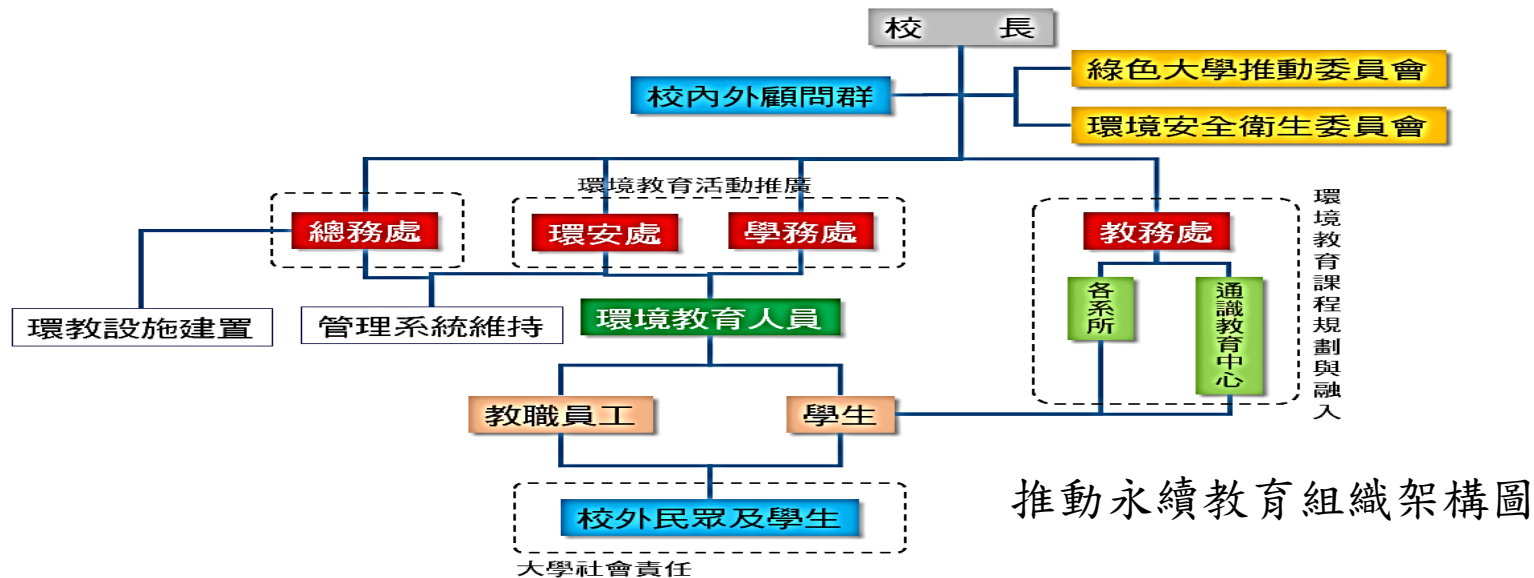 校 長
綠色大學推動委員會
校內外顧問群
環境安全衛生委員會
環境教育活動推廣
總務處
環安處
學務處
教務處
環境教育課程規劃與融入
各系所
通識教育中心
環教設施建置
管理系統維持
環境教育人員
教職員工
學生
校外民眾及學生
大學社會責任
推動永續教育組織架構圖